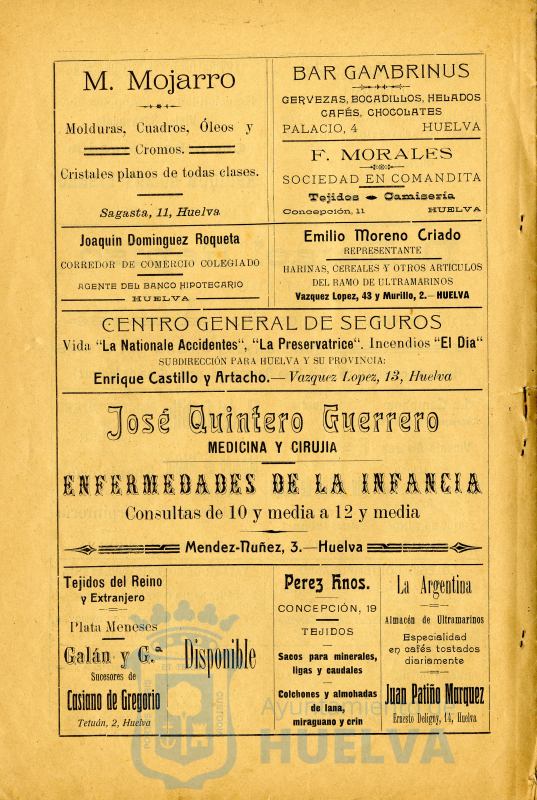 M. Mojarro
Molduras, Cuadros, Óleos y
Cromos.
Cristales planos de todas clases.
Sagasta, 11, Huelva
BAR GAMBRINUS
CERVEZAS, BOCADILLOS, HELADOS
CAFÉS, CHOCOLATES
PALACIO, 4 HUELVA
F. MORALES
SOCIEDAD EN COMANDITA
Tejidos Camisería
Concepción, 11 HUELVA
Joaquin Dominguez Roqueta
CORREDOR DE COMERCIO COLEGIADO
AGENTE DEL BANCO HIPOTECARIO
HUELVA
Emilio Moreno Criado
REPRESENTANTE
HARINAS, CEREALES Y OTROS ARTICULOS
DEL RAMO DE ULTRAMARINOS
Vazquez Lopez, 43 y Murillo, 2.—HUELVA
CENTRO GENERAL DE SEGUROS
Vida "La Nationale Accidentes", "La Preservatrice". Incendios "El Dia"
SUBDIRECCIÓN PARA HUELVA Y SU PROVINCIA:
Enrique Castillo y Artacho.—Vazquez Lopez, 13, Huelva
José Quintero Guerrero
MEDICINA Y CIRUJIA
ENFERMEDADES DE LA INFANCIA
Consultas de 10 y media a 12 y media
Mendez-Nuñez, 3.—Huelva
Tejidos del Reino
y Extranjero
Plata Meneses
Galán y G.ª
Sucesores de
Casiano de Gregorio
Tetuán, 2, Huelva
Disponible
Perez Hnos.
CONCEPCIÓN, 19
TEJIDOS
Sacos para minerales,
ligas y caudales
Colchones y almohadas
de lana,
miraguano y crin
La Argentina
Almacén de Ultramarinos
Especialidad
en cafés tostados
diariamente
Juan Patiño Marquez
Ernesto Deligny, 14, Huelva
Ayuntamiento de
HUELVA